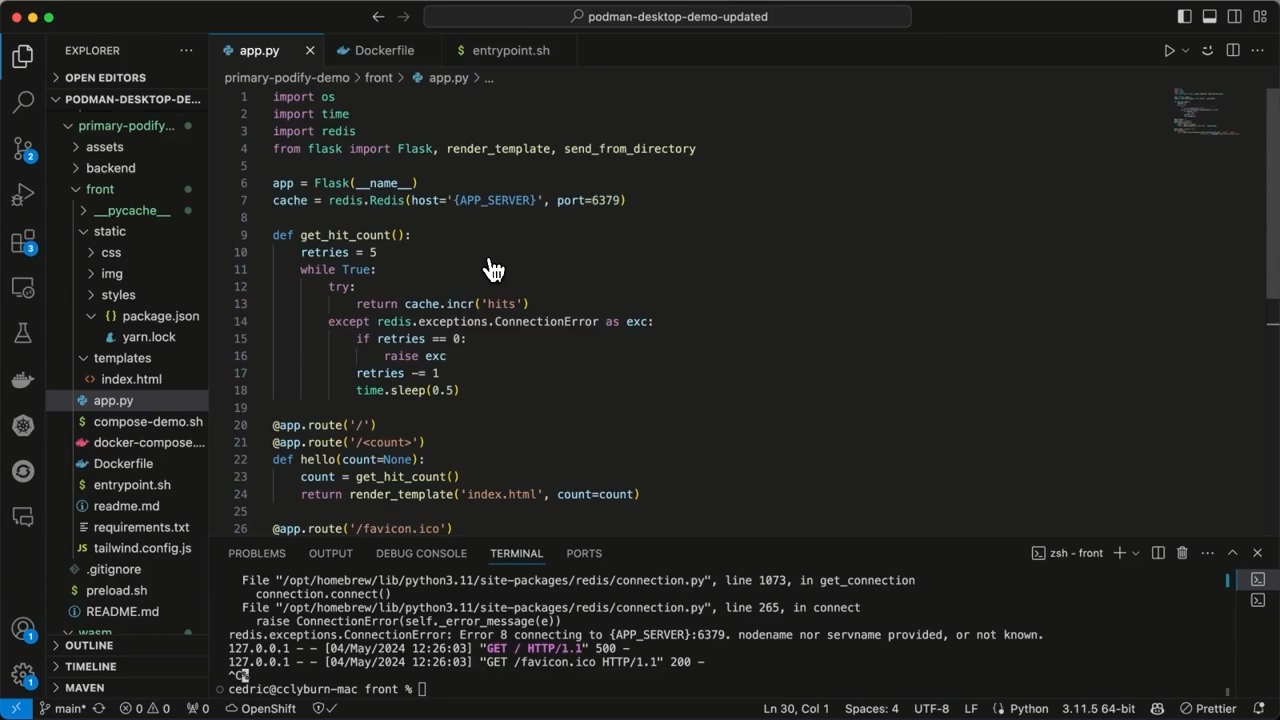 podman-desktop-demo-updated
EXPLORER
app.py
Dockerfile
entrypoint.sh
OPEN EDITORS
PODMAN-DESKTOP-DE...
primary-podify...
assets
backend
front
__pycache__
static
css
img
styles
{} package.json
yarn.lock
templates
<> index.html
app.py
$ compose-demo.sh
docker-compose....
Dockerfile
$ entrypoint.sh
readme.md
requirements.txt
JS tailwind.config.js
.gitignore
$ preload.sh
README.md
wasm
OUTLINE
TIMELINE
MAVEN
2
3
1
1
primary-podify-demo > front > app.py > ...
1 import os
2 import time
3 import redis
4 from flask import Flask, render_template, send_from_directory
5
6 app = Flask(__name__)
7 cache = redis.Redis(host='{APP_SERVER}', port=6379)
8
9 def get_hit_count():
10 retries = 5
11 while True:
12 try:
13 return cache.incr('hits')
14 except redis.exceptions.ConnectionError as exc:
15 if retries == 0:
16 raise exc
17 retries -= 1
18 time.sleep(0.5)
19
20 @app.route('/')
21 @app.route('/<count>')
22 def hello(count=None):
23 count = get_hit_count()
24 return render_template('index.html', count=count)
25
26 @app.route('/favicon.ico')
PROBLEMS OUTPUT DEBUG CONSOLE TERMINAL PORTS
zsh - front
File "/opt/homebrew/lib/python3.11/site-packages/redis/connection.py", line 1073, in get_connection
connection.connect()
File "/opt/homebrew/lib/python3.11/site-packages/redis/connection.py", line 265, in connect
raise ConnectionError(self._error_message(e))
redis.exceptions.ConnectionError: Error 8 connecting to {APP_SERVER}:6379. nodename nor servname provided, or not known.
127.0.0.1 - - [04/May/2024 12:26:03] "GET / HTTP/1.1" 500 -
127.0.0.1 - - [04/May/2024 12:26:03] "GET /favicon.ico HTTP/1.1" 200 -
^C%
cedric@cclyburn-mac front %
main* 0 0 0 OpenShift Ln 30, Col 1 Spaces: 4 UTF-8 LF Python 3.11.5 64-bit Prettier